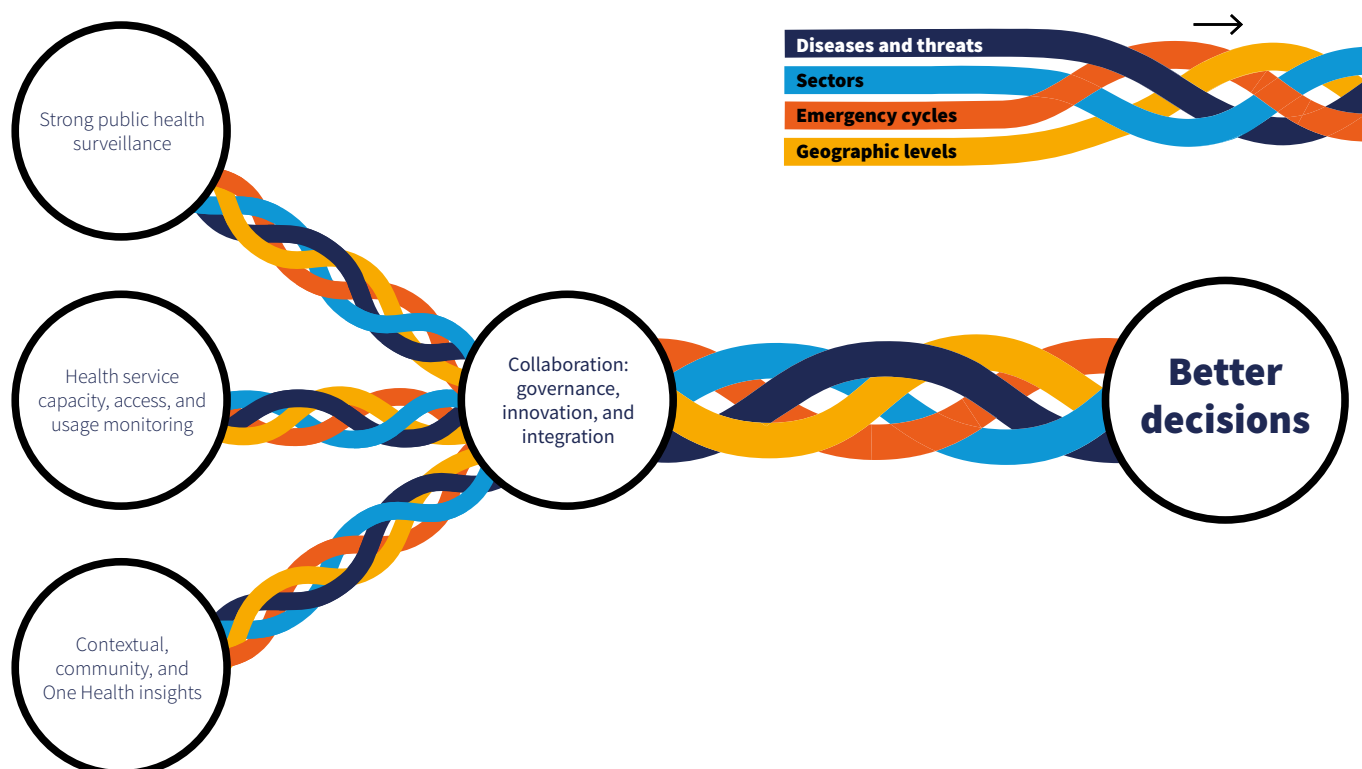 Diseases and threats
Sectors
Emergency cycles
Geographic levels
Strong public health
surveillance
Health service
capacity, access, and
usage monitoring
Contextual,
community, and
One Health insights
Collaboration:
governance,
innovation, and
integration
Better
decisions